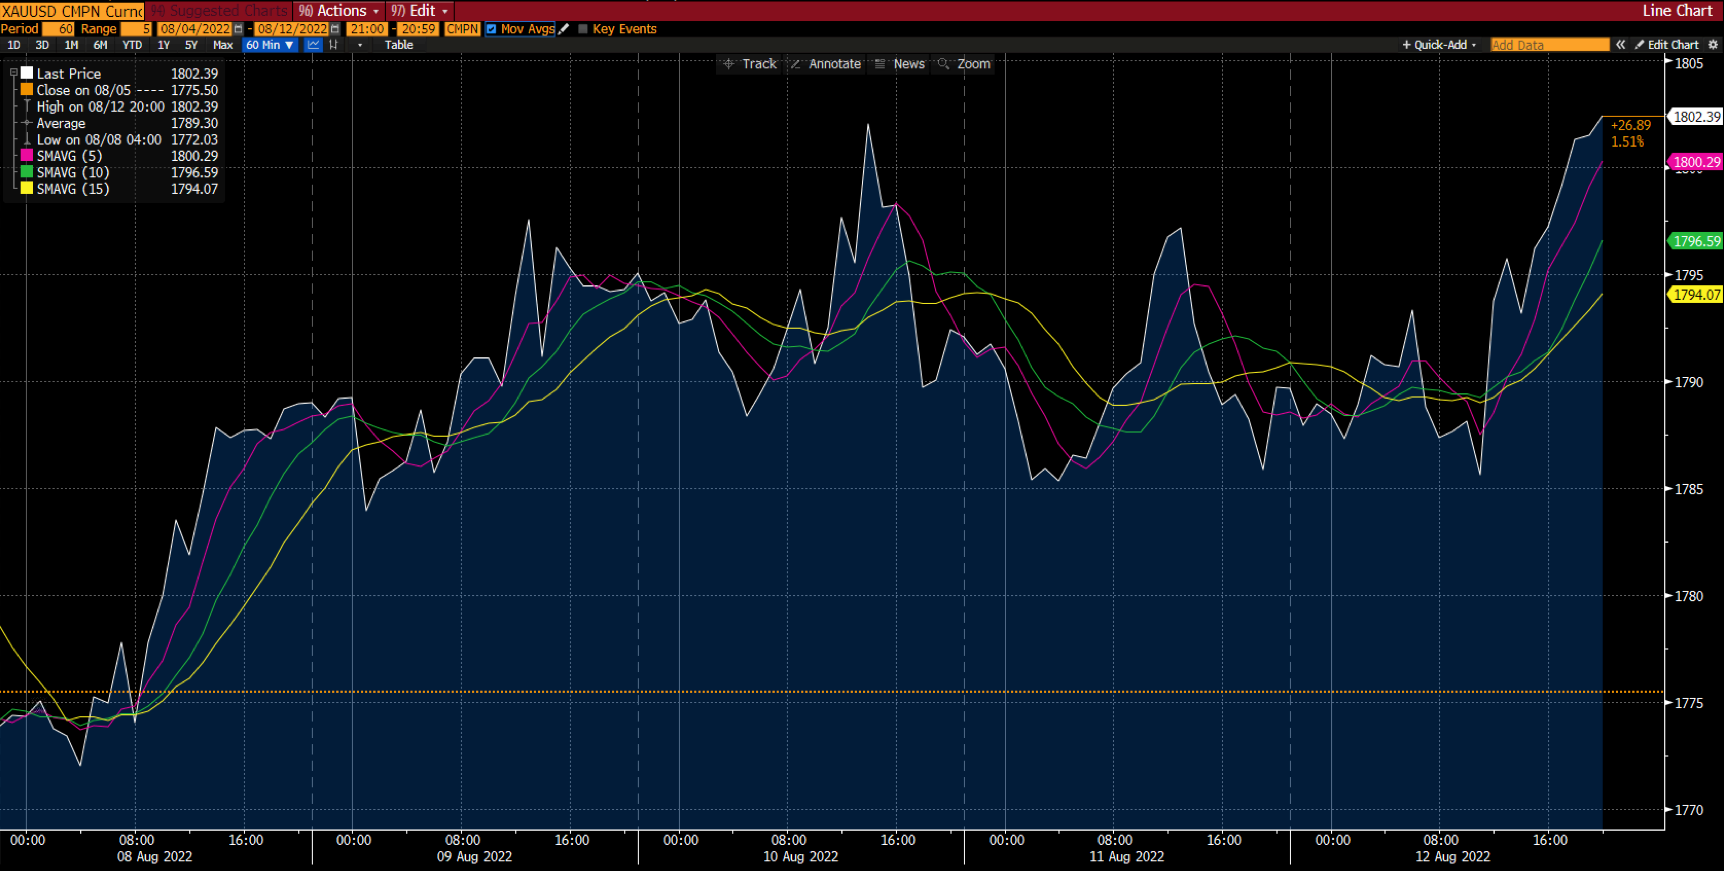 XAUUSD CMPN Curnc 94) Suggested Charts 96) Actions 97) Edit Line Chart
Period 60 Range 5 08/04/2022 - 08/12/2022 21:00 - 20:59 CMPN Mov Avgs Key Events
1D 3D 1M 6M YTD 1Y 5Y Max 60 Min ▼ Table + Quick-Add Add Data « Edit Chart
Track Annotate News Zoom
Last Price 1802.39
Close on 08/05 ---- 1775.50
High on 08/12 20:00 1802.39
Average 1789.30
Low on 08/08 04:00 1772.03
SMAVG (5) 1800.29
SMAVG (10) 1796.59
SMAVG (15) 1794.07
+26.89
1.51%
1805
1802.39
1800.29
1800
1796.59
1795
1794.07
1790
1785
1780
1775
1770
00:00 08:00 16:00 00:00 08:00 16:00 00:00 08:00 16:00 00:00 08:00 16:00 00:00 08:00 16:00
08 Aug 2022 09 Aug 2022 10 Aug 2022 11 Aug 2022 12 Aug 2022